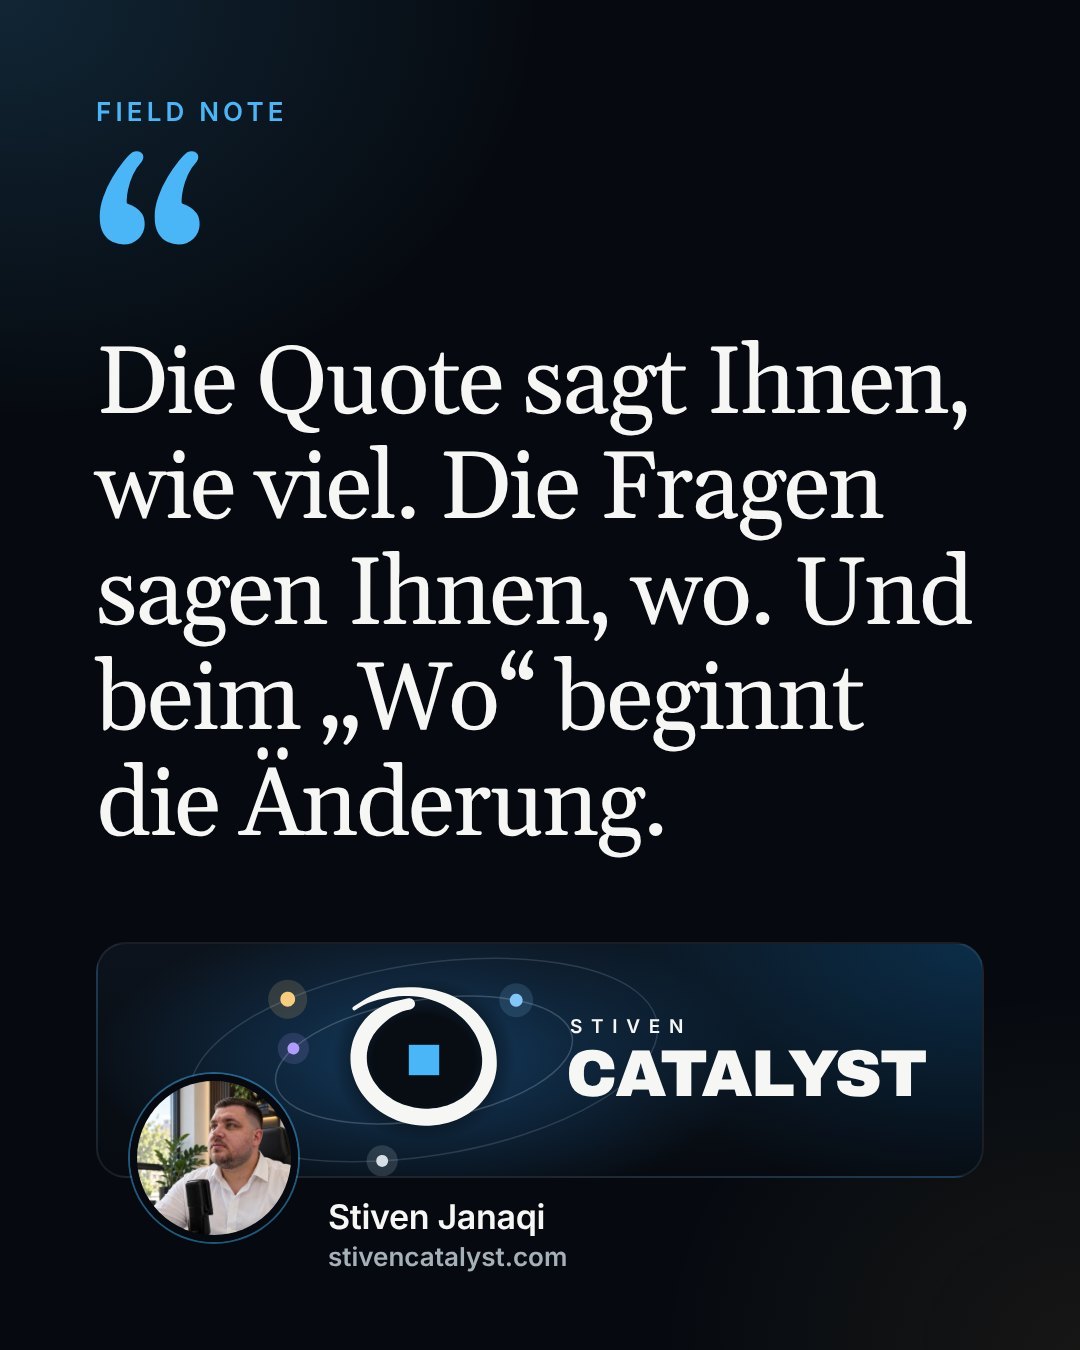 FIELD NOTE
“
Die Quote sagt Ihnen,
wie viel. Die Fragen
sagen Ihnen, wo. Und
beim „Wo“ beginnt
die Änderung.
STIVEN
CATALYST
Stiven Janaqi
stivencatalyst.com